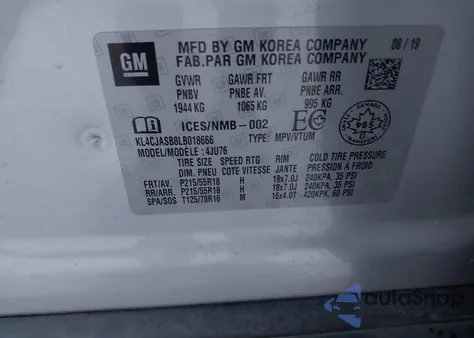 GM
MFD BY GM KOREA COMPANY 08/19
FAB.PAR GM KOREA COMPANY
GVWR GAWR FRT GAWR RR
PNBV PNBE AV. PNBE ARR.
1944 KG 1065 KG 995 KG
ICES/NMB-002 EC
KL4CJASB8LB018666 TYPE: MPV/VTUM
MODEL/MODÈLE: 4JU76
TIRE SIZE SPEED RTG RIM COLD TIRE PRESSURE
DIM. PNEU COTE VITESSE JANTE PRESSION A FROID
FRT/AV. P215/55R18 H 18x7.0J 240KPA, 35 PSI
RR/ARR. P215/55R18 H 18x7.0J 240KPA, 35 PSI
SPA/SOS T125/70R16 M 16x4.0T 420KPA, 60 PSI
CANADA
autoSnap